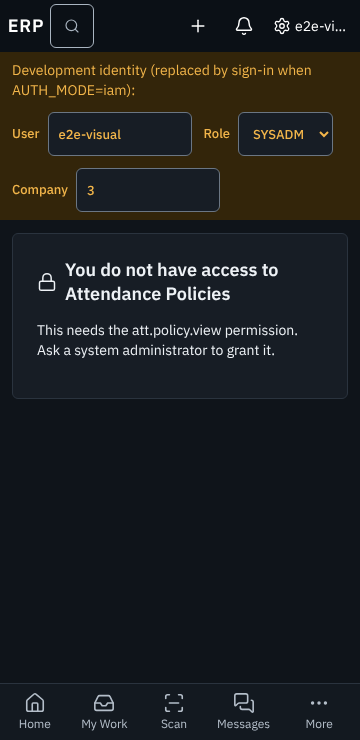 ERP
e2e-vi...
Development identity (replaced by sign-in when
AUTH_MODE=iam):
User e2e-visual Role SYSADM
Company 3
You do not have access to
Attendance Policies
This needs the att.policy.view permission.
Ask a system administrator to grant it.
Home My Work Scan Messages More